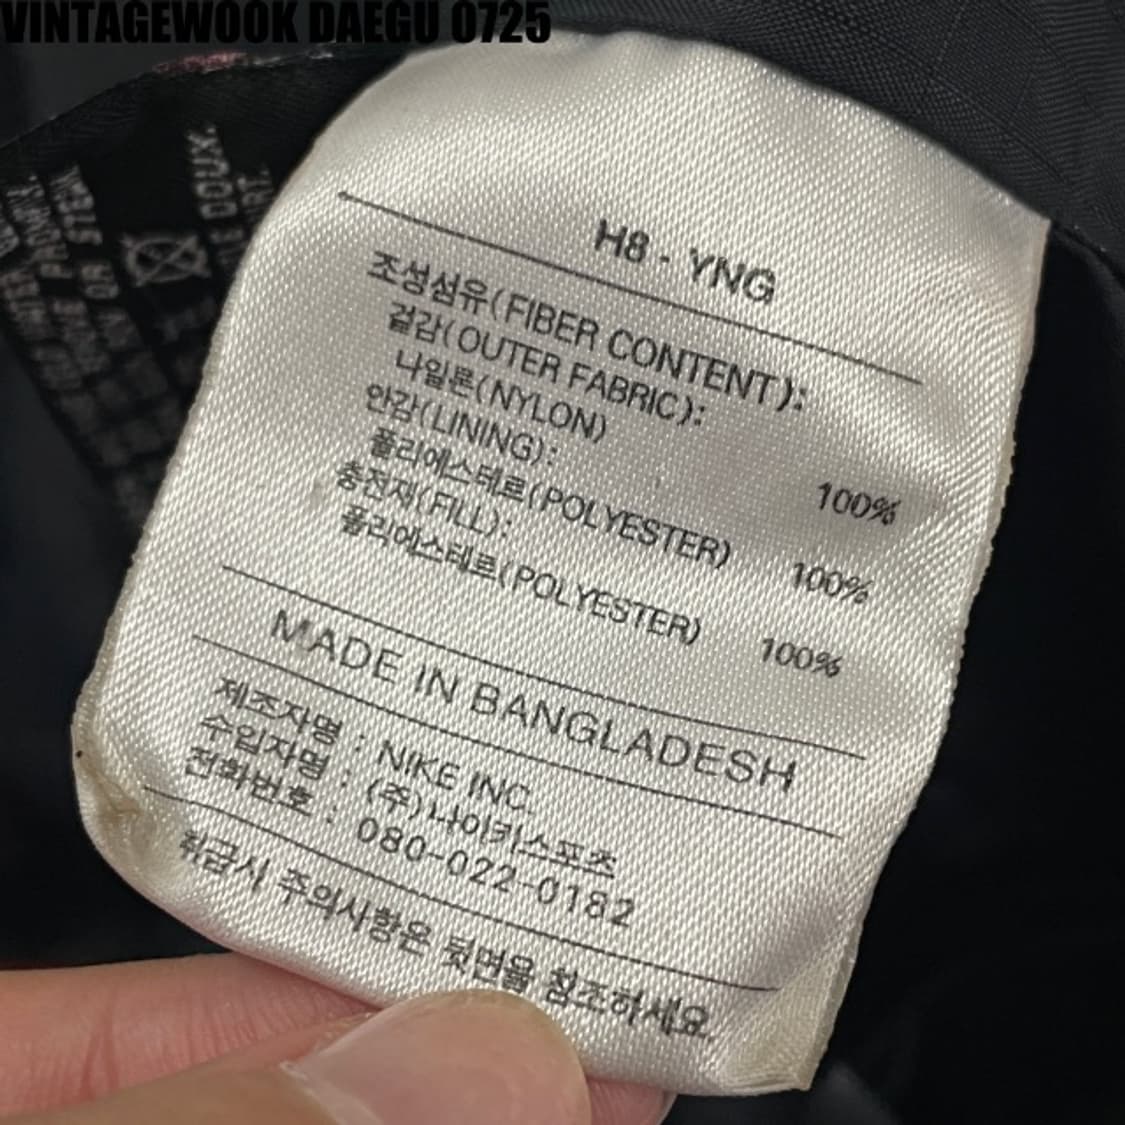 VINTAGEWOOK DAEGU 0725
H8 - YNG
조성섬유(FIBER CONTENT):
겉감(OUTER FABRIC):
나일론(NYLON) 100%
안감(LINING):
폴리에스테르(POLYESTER) 100%
충전재(FILL):
폴리에스테르(POLYESTER) 100%
MADE IN BANGLADESH
제조자명 : NIKE INC.
수입자명 : (주)나이키스포츠
전화번호 : 080-022-0182
취급시 주의사항은 뒷면을 참조하세요.
DOUX.